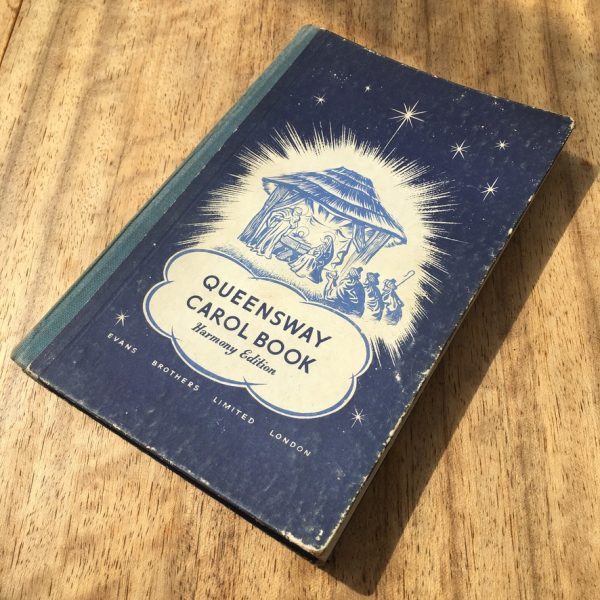 QUEENSWAY
CAROL BOOK
Harmony Edition
EVANS BROTHERS LIMITED LONDON